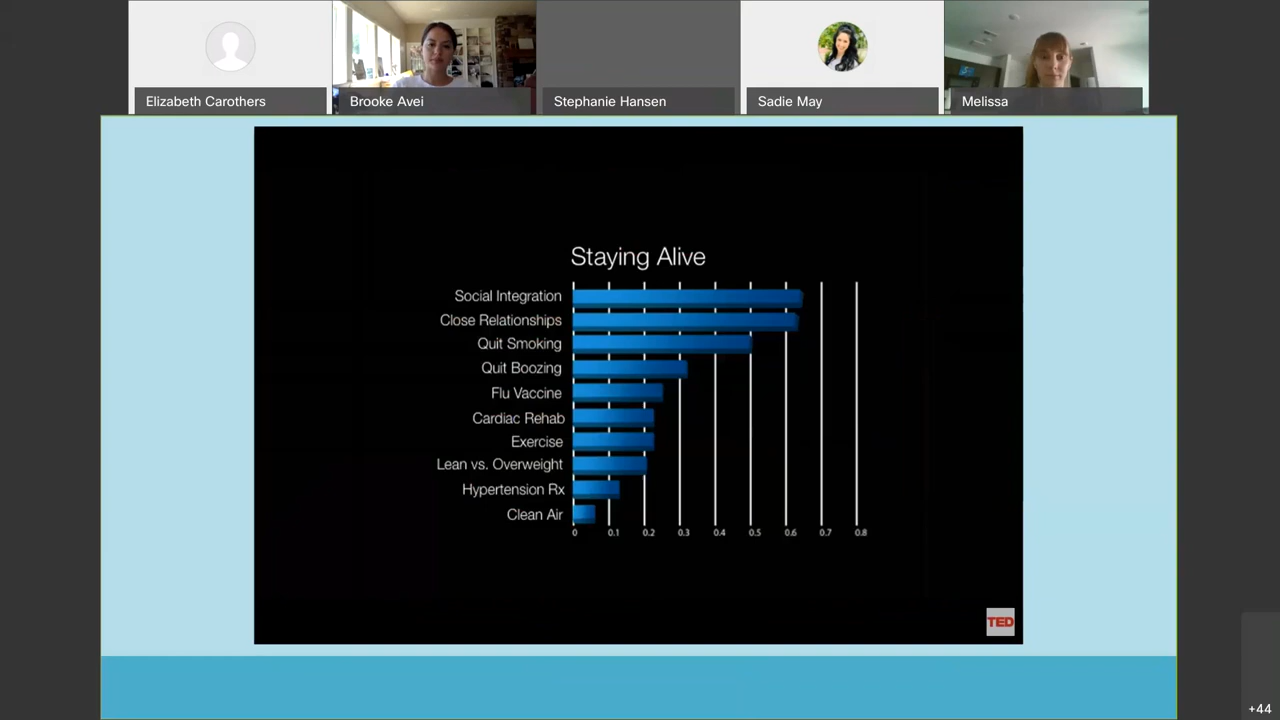 Elizabeth Carothers
Brooke Avei
Stephanie Hansen
Sadie May
Melissa
Staying Alive
Social Integration
Close Relationships
Quit Smoking
Quit Boozing
Flu Vaccine
Cardiac Rehab
Exercise
Lean vs. Overweight
Hypertension Rx
Clean Air
0 0.1 0.2 0.3 0.4 0.5 0.6 0.7 0.8
TED
+44